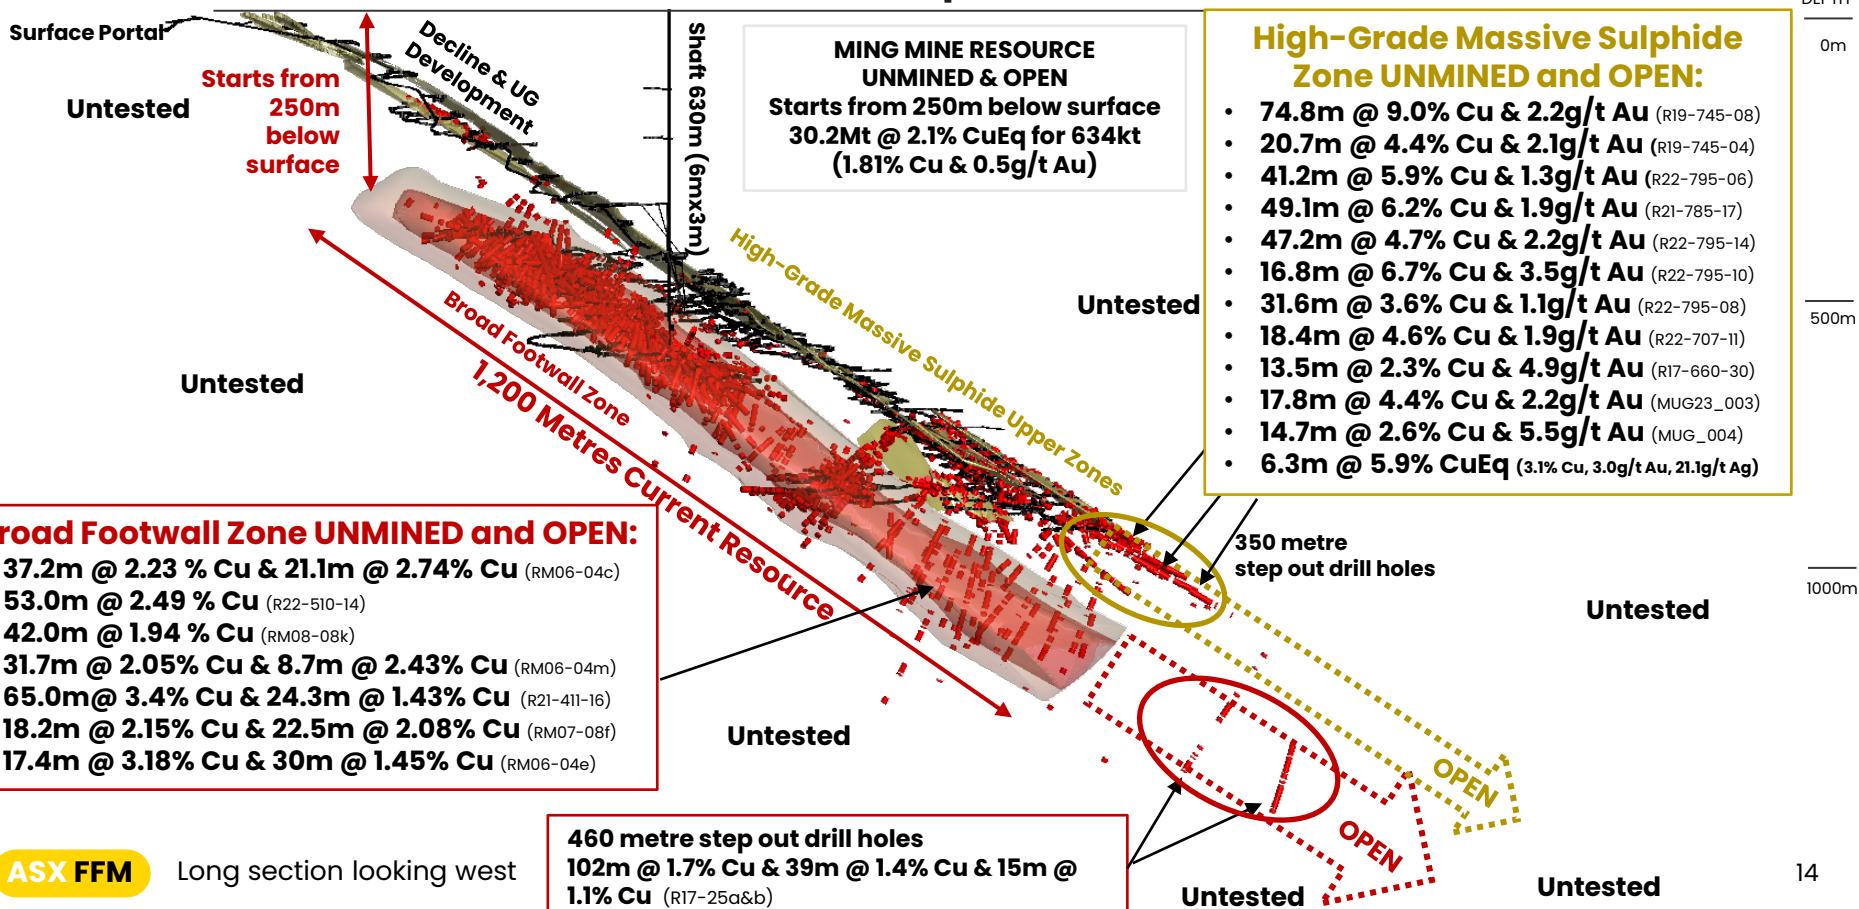 Surface Portal
Untested
Starts from
250m
below
surface
Decline & UG
Development
Shaft 630m (6mx3m)
MING MINE RESOURCE
UNMINED & OPEN
Starts from 250m below surface
30.2Mt @ 2.1% CuEq for 634kt
(1.81% Cu & 0.5g/t Au)
High-Grade Massive Sulphide
Zone UNMINED and OPEN:
• 74.8m @ 9.0% Cu & 2.2g/t Au (R19-745-08)
• 20.7m @ 4.4% Cu & 2.1g/t Au (R19-745-04)
• 41.2m @ 5.9% Cu & 1.3g/t Au (R22-795-06)
• 49.1m @ 6.2% Cu & 1.9g/t Au (R21-785-17)
• 47.2m @ 4.7% Cu & 2.2g/t Au (R22-795-14)
• 16.8m @ 6.7% Cu & 3.5g/t Au (R22-795-10)
• 31.6m @ 3.6% Cu & 1.1g/t Au (R22-795-08)
• 18.4m @ 4.6% Cu & 1.9g/t Au (R22-707-11)
• 13.5m @ 2.3% Cu & 4.9g/t Au (R17-660-30)
• 17.8m @ 4.4% Cu & 2.2g/t Au (MUG23_003)
• 14.7m @ 2.6% Cu & 5.5g/t Au (MUG_004)
• 6.3m @ 5.9% CuEq (3.1% Cu, 3.0g/t Au, 21.1g/t Ag)
0m
500m
1000m
Untested
Untested
High-Grade Massive Sulphide Upper Zones
Broad Footwall Zone
1,200 Metres Current Resource
350 metre
step out drill holes
Untested
road Footwall Zone UNMINED and OPEN:
37.2m @ 2.23 % Cu & 21.1m @ 2.74% Cu (RM06-04c)
53.0m @ 2.49 % Cu (R22-510-14)
42.0m @ 1.94 % Cu (RM08-08k)
31.7m @ 2.05% Cu & 8.7m @ 2.43% Cu (RM06-04m)
65.0m@ 3.4% Cu & 24.3m @ 1.43% Cu (R21-411-16)
18.2m @ 2.15% Cu & 22.5m @ 2.08% Cu (RM07-08f)
17.4m @ 3.18% Cu & 30m @ 1.45% Cu (RM06-04e)
Untested
OPEN
OPEN
460 metre step out drill holes
102m @ 1.7% Cu & 39m @ 1.4% Cu & 15m @
1.1% Cu (R17-25a&b)
Untested
Untested
ASX FFM
Long section looking west
14